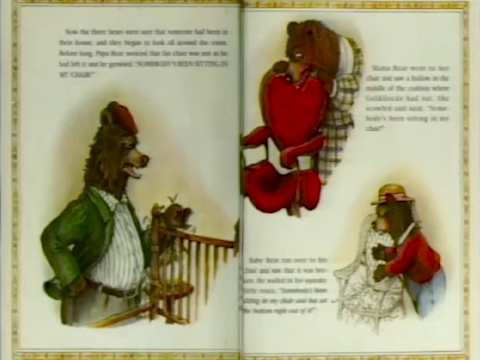 Now the three bears were sure that someone had been in
their house, and they began to look all around the room.
Before long, Papa Bear noticed that his chair was not as he
had left it and he growled, "SOMEBODY'S BEEN SITTING IN
MY CHAIR!"
Mama Bear went to her
chair and saw a hollow in the
middle of the cushion where
Goldilocks had sat. She
scowled and said, "Some-
body's been sitting in my
chair!"
Baby Bear ran over to his
chair and saw that it was bro-
ken. He wailed in his squeaky
little voice, "Somebody's been
sitting in my chair and has sat
the bottom right out of it!"